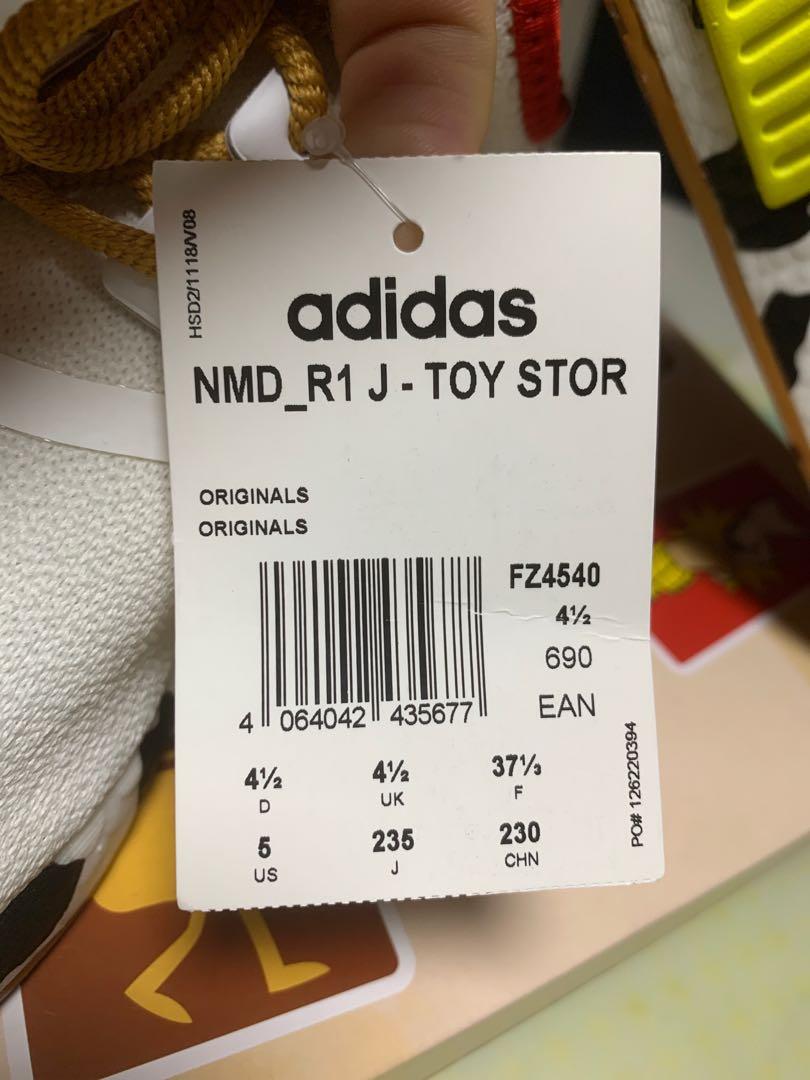 HSD2/1118/V08
adidas
NMD_R1 J - TOY STOR
ORIGINALS
ORIGINALS
FZ4540
4½
690
EAN
4 064042 435677
4½ 4½ 37⅓
D UK F
5 235 230
US J CHN
PO# 126220394